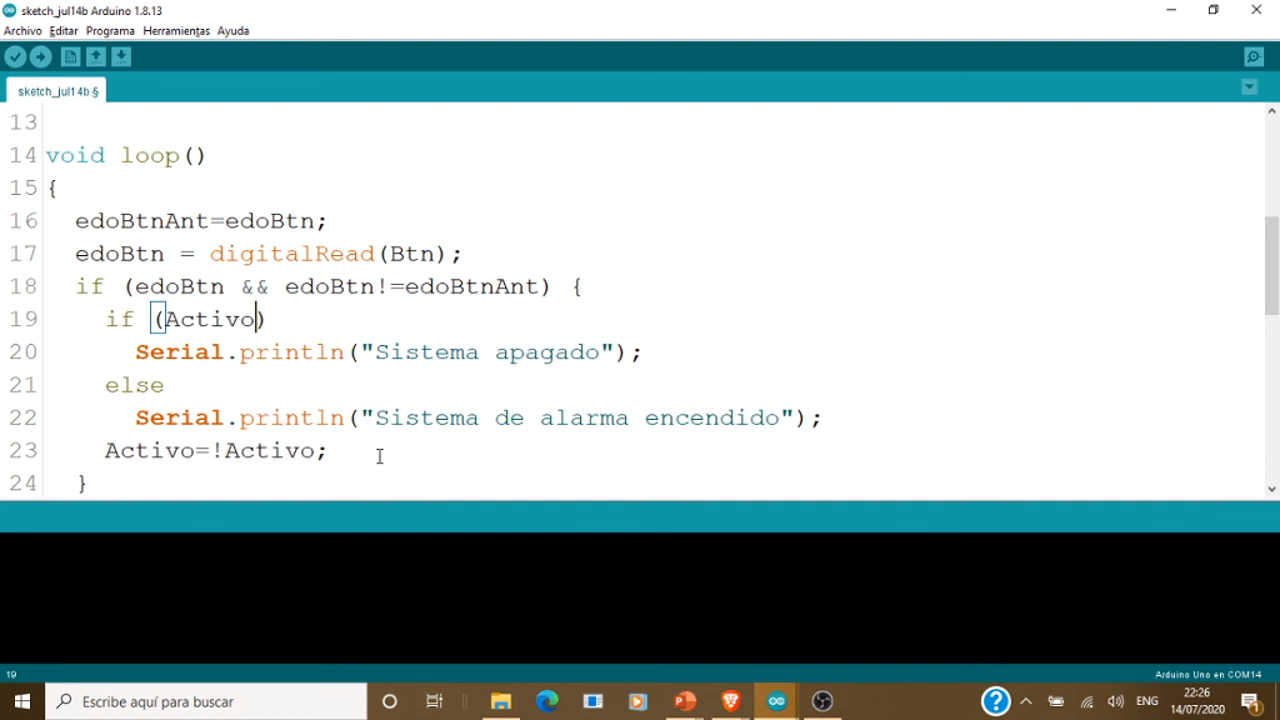 sketch_jul14b Arduino 1.8.13
Archivo Editar Programa Herramientas Ayuda
sketch_jul14b §
13
14 void loop()
15 {
16 edoBtnAnt=edoBtn;
17 edoBtn = digitalRead(Btn);
18 if (edoBtn && edoBtn!=edoBtnAnt) {
19 if (Activo)
20 Serial.println("Sistema apagado");
21 else
22 Serial.println("Sistema de alarma encendido");
23 Activo=!Activo;
24 }
19 Arduino Uno en COM14
Escribe aquí para buscar
ENG
22:26
14/07/2020
1